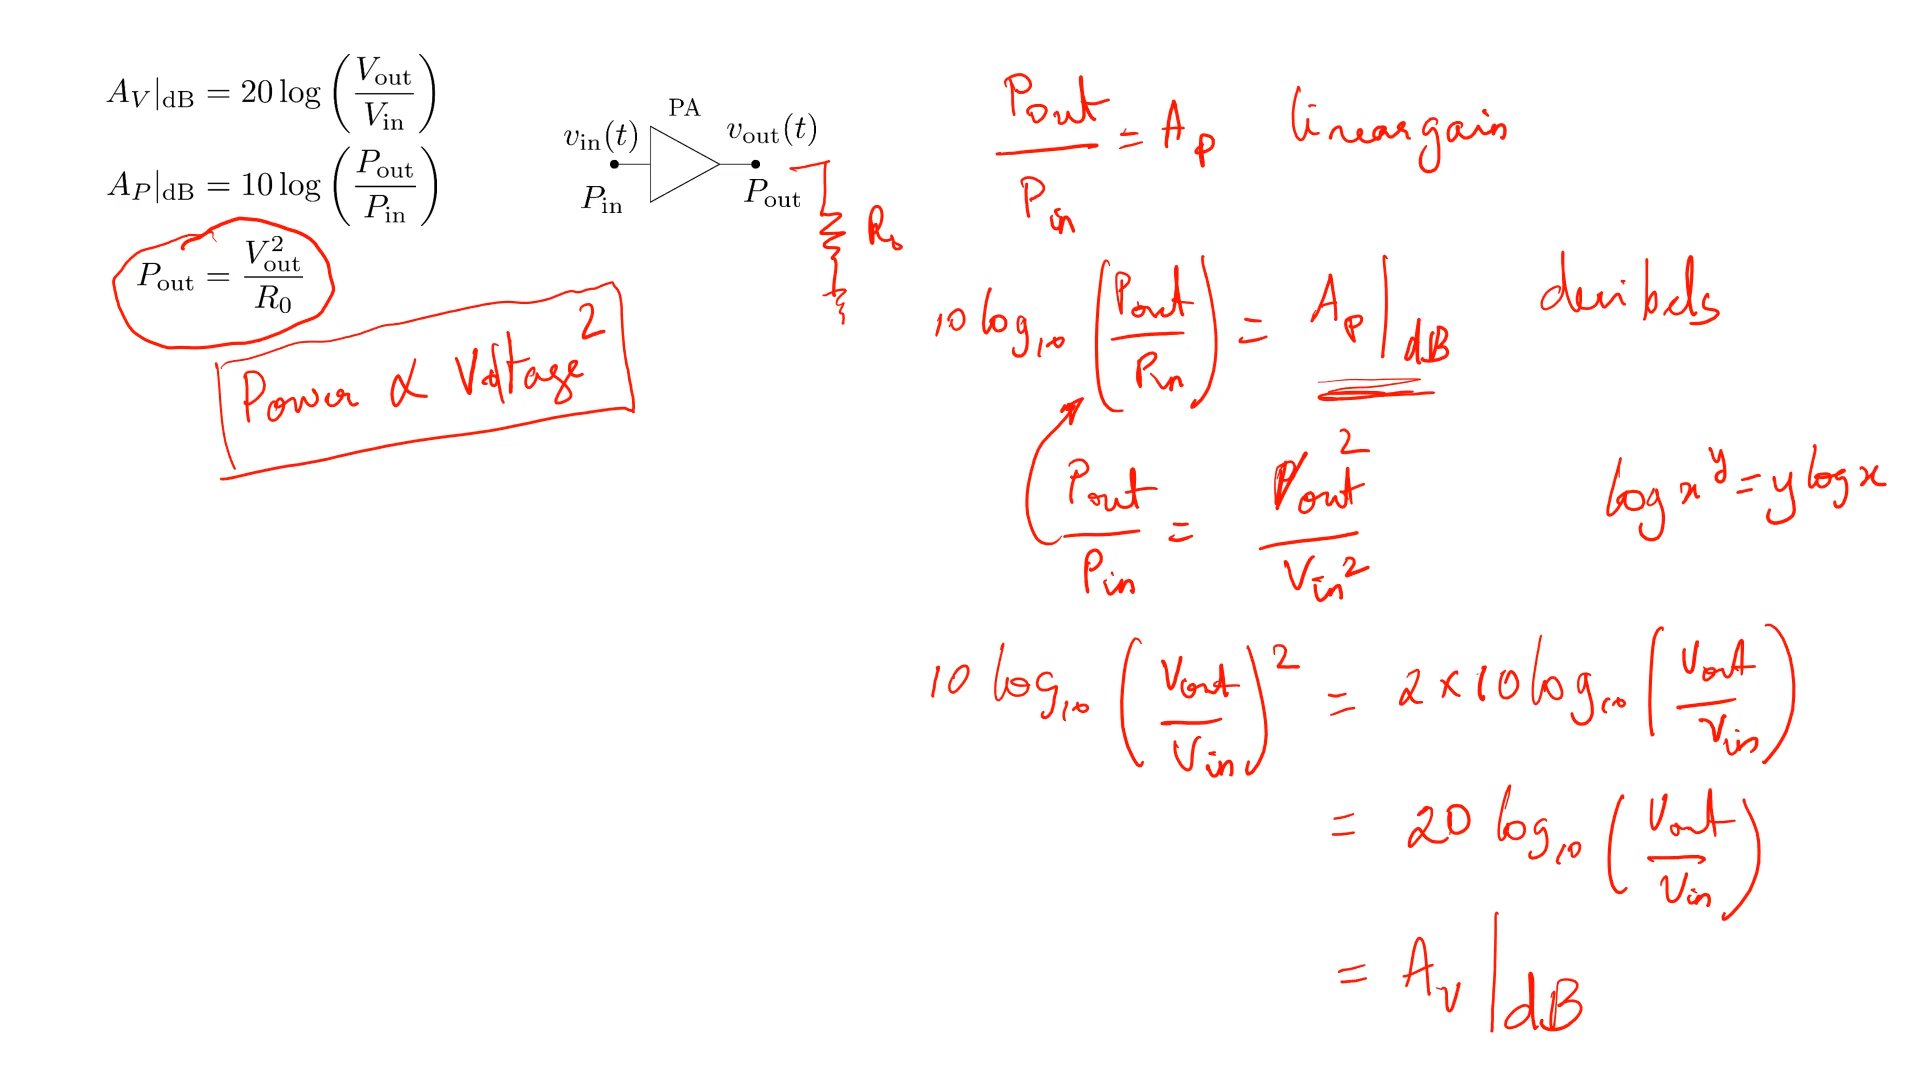 A_V|dB = 20 log (V_out / V_in)
A_P|dB = 10 log (P_out / P_in)
P_out = V_out^2 / R_0
Power ∝ Voltage^2
PA
v_in(t) v_out(t)
P_in P_out
R_0
P_out / P_in = A_P linear gain
10 log_10 (P_out / P_in) = A_P|dB decibels
P_out / P_in = V_out^2 / V_in^2
log x^y = y log x
10 log_10 (V_out / V_in)^2 = 2 × 10 log_10 (V_out / V_in)
= 20 log_10 (V_out / V_in)
= A_V|dB